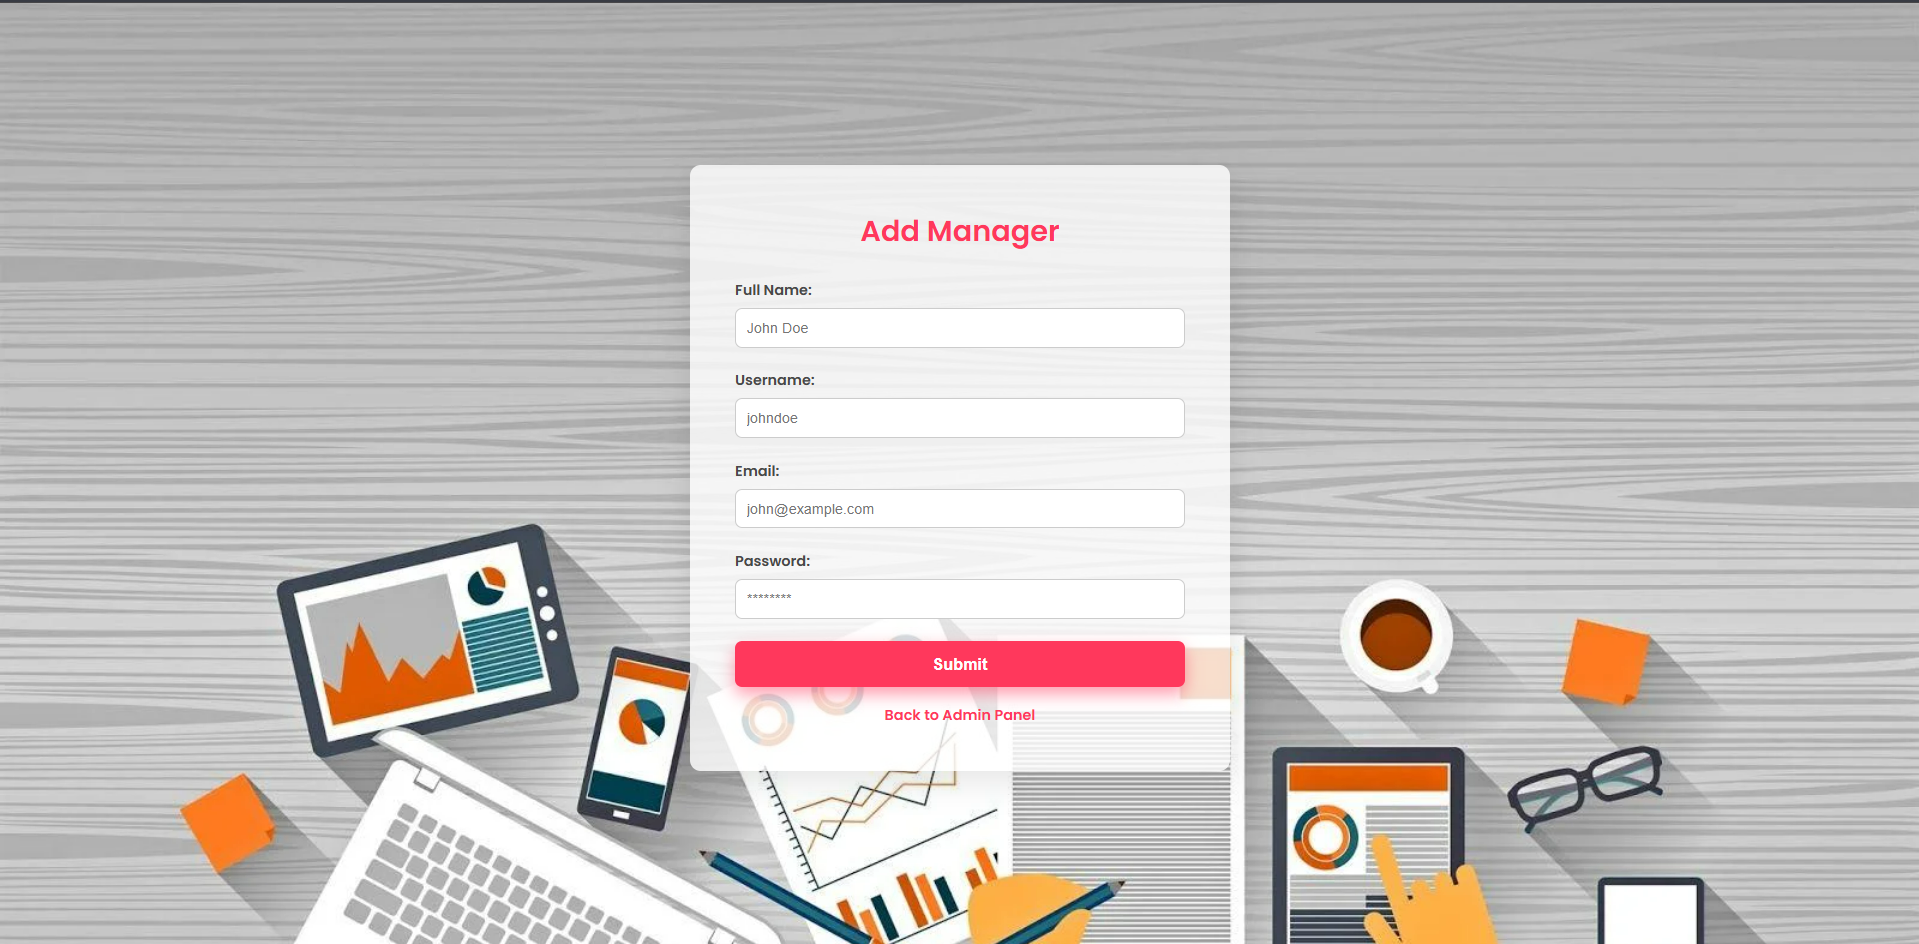 Add Manager
Full Name:
John Doe
Username:
johndoe
Email:
john@example.com
Password:
********
Submit
Back to Admin Panel